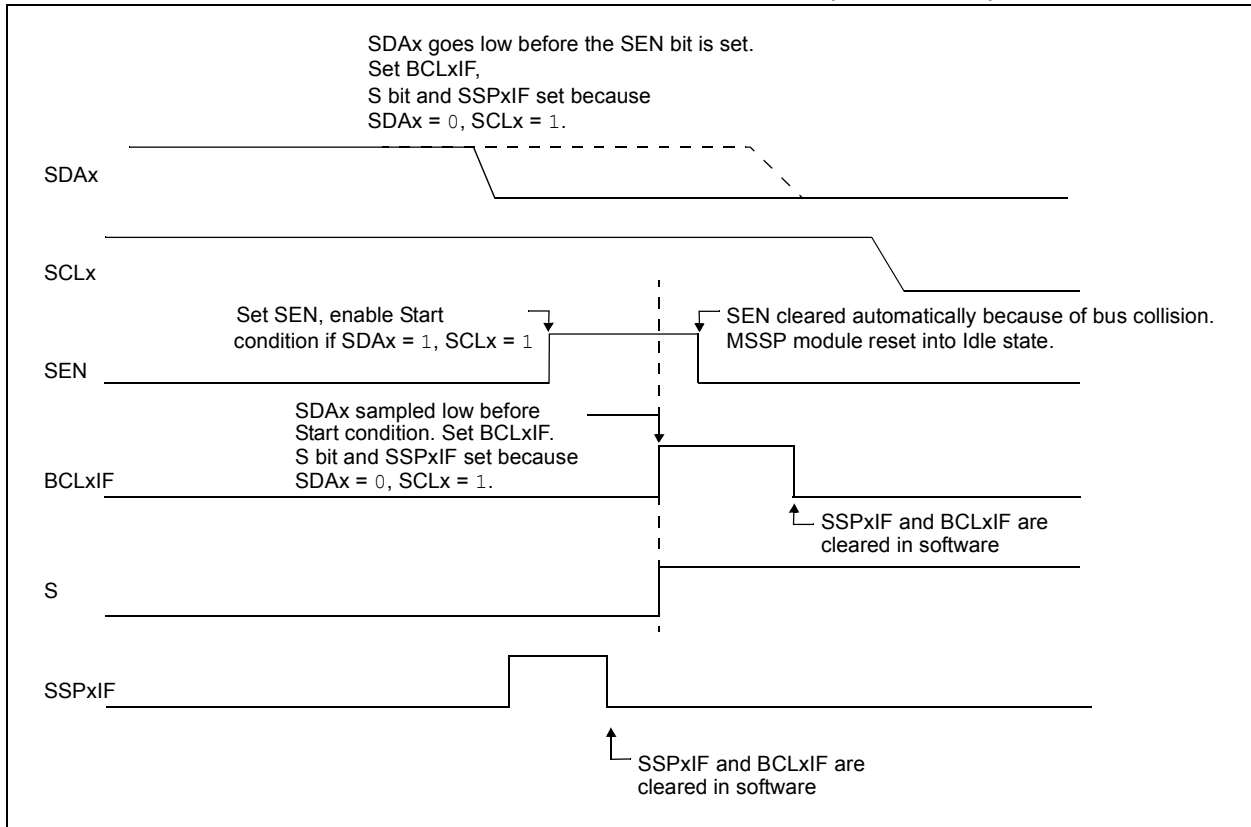 SDAx goes low before the SEN bit is set.
Set BCLxIF,
S bit and SSPxIF set because
SDAx = 0, SCLx = 1.
SDAx
SCLx
Set SEN, enable Start
condition if SDAx = 1, SCLx = 1
SEN cleared automatically because of bus collision.
MSSP module reset into Idle state.
SEN
SDAx sampled low before
Start condition. Set BCLxIF.
S bit and SSPxIF set because
SDAx = 0, SCLx = 1.
BCLxIF
SSPxIF and BCLxIF are
cleared in software
S
SSPxIF
SSPxIF and BCLxIF are
cleared in software